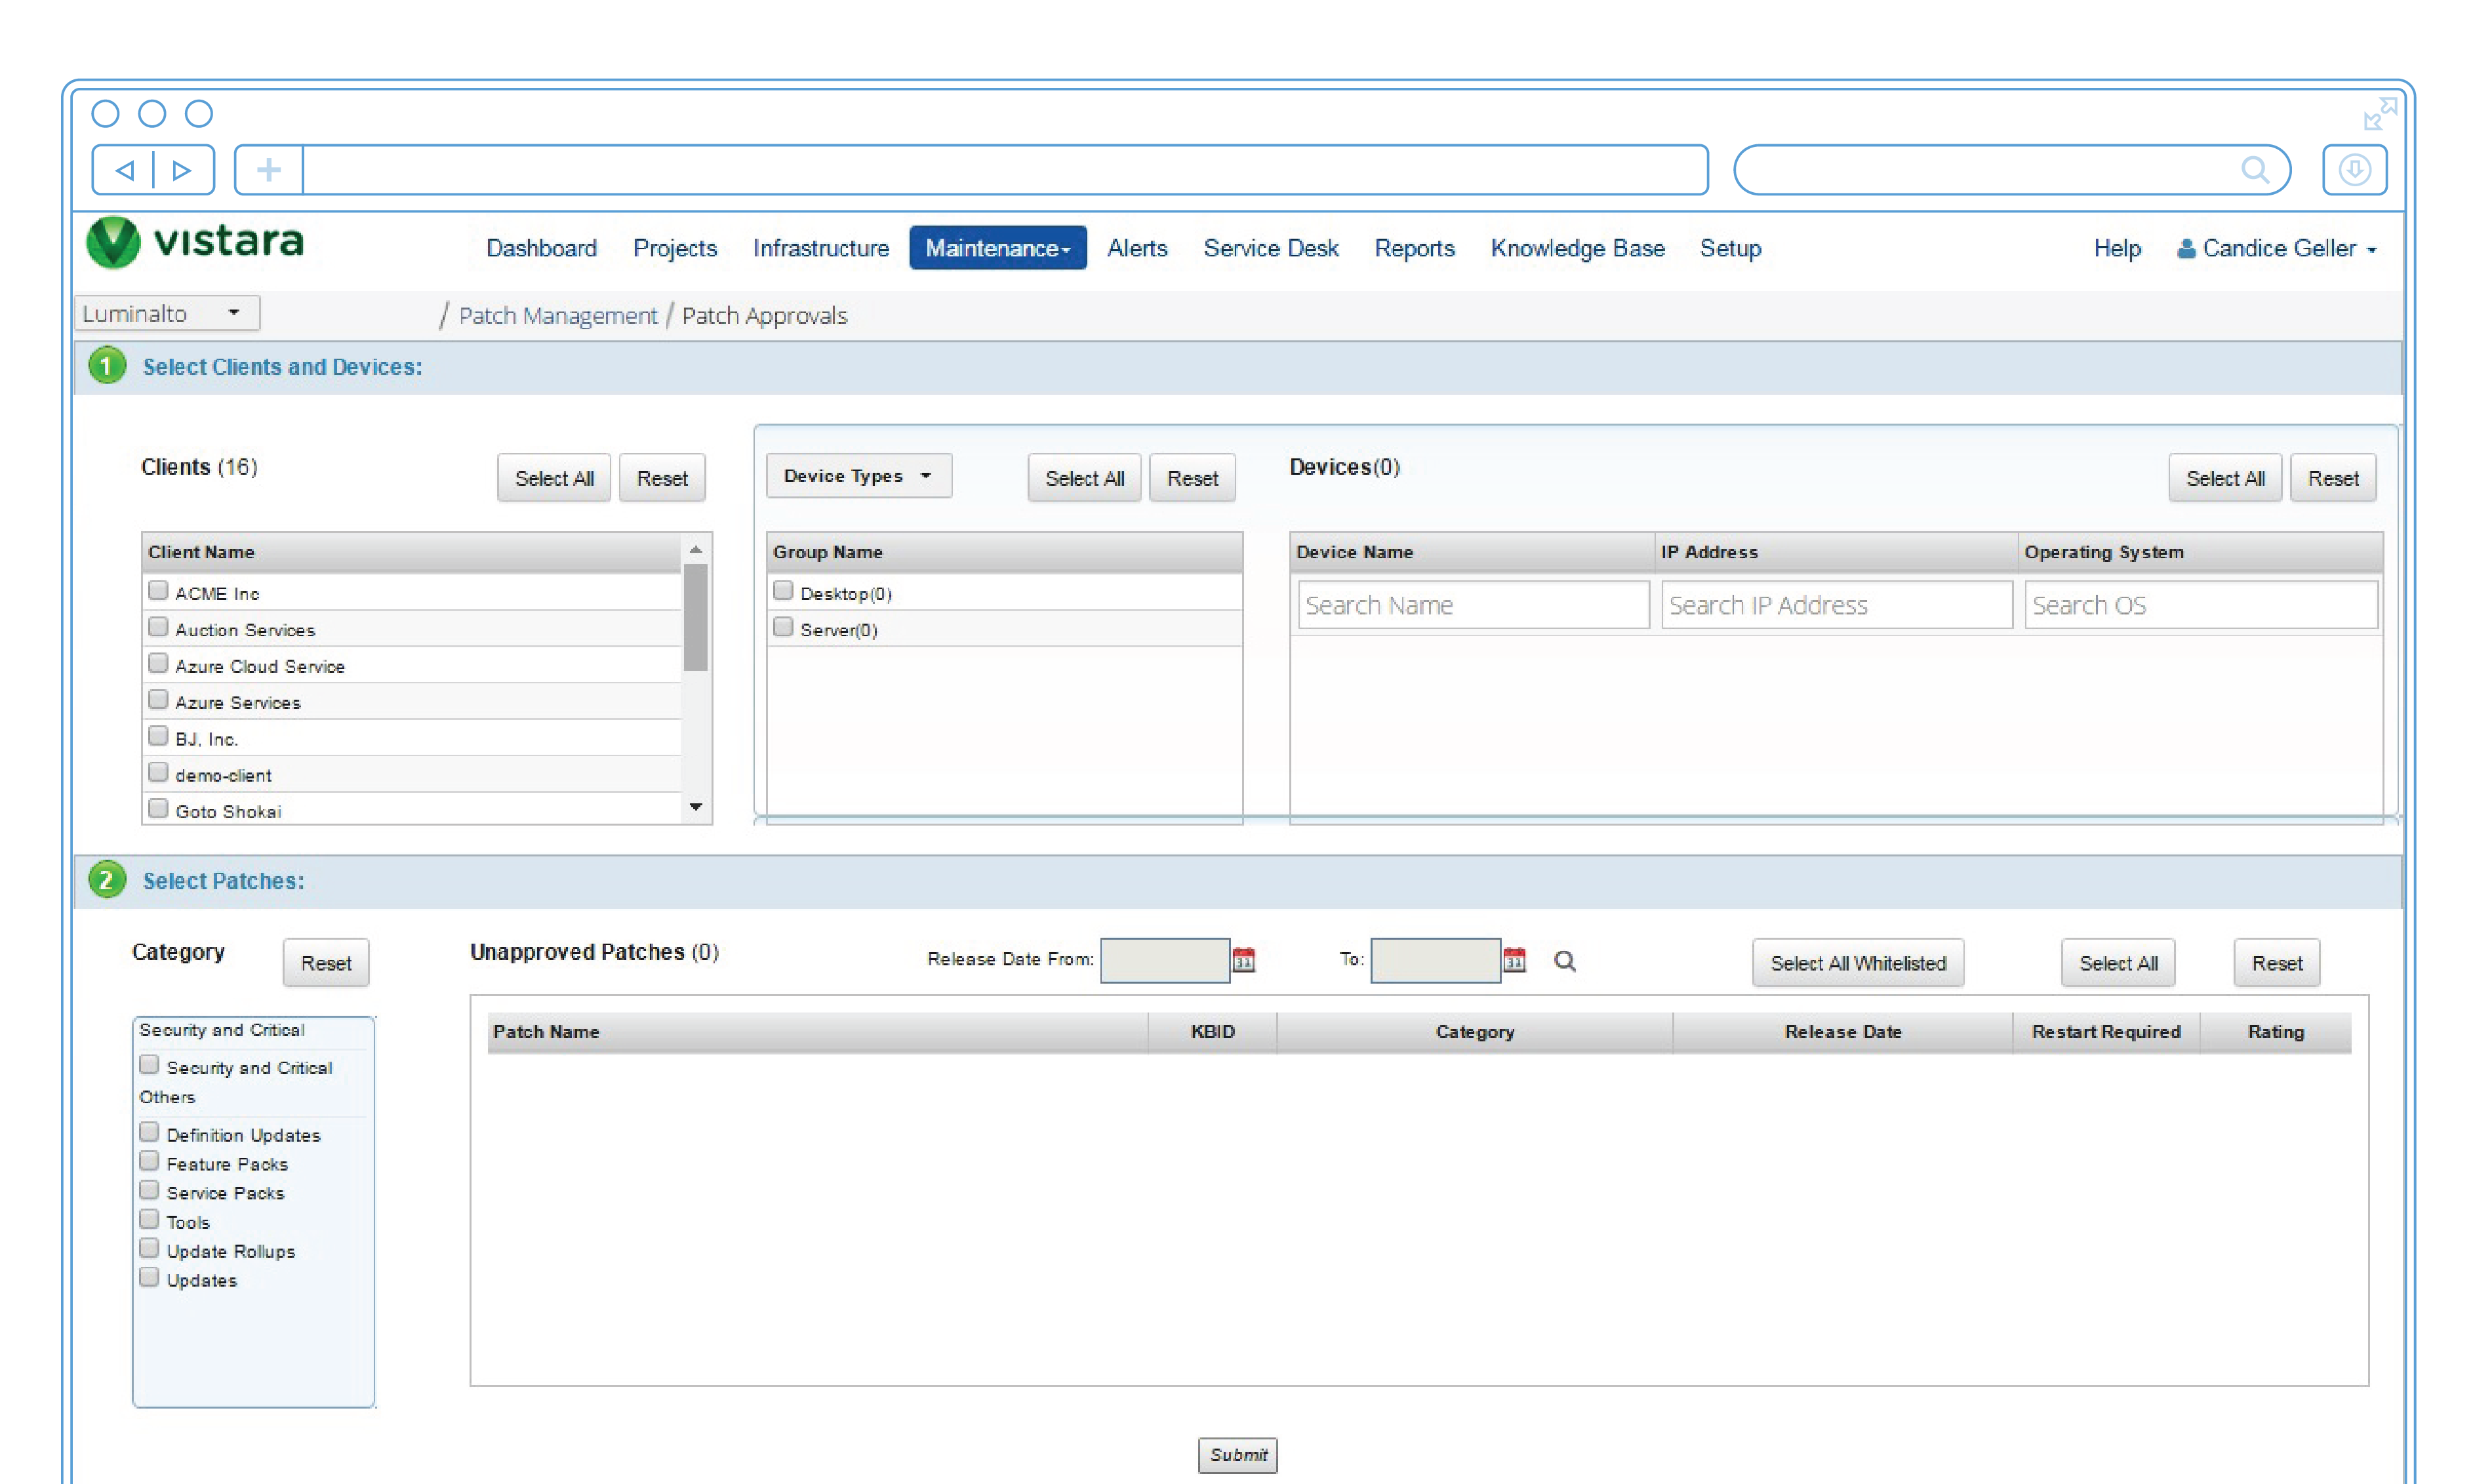 vistara
Dashboard Projects Infrastructure Maintenance Alerts Service Desk Reports Knowledge Base Setup Help Candice Geller
Luminalto / Patch Management / Patch Approvals
1 Select Clients and Devices:
Clients (16) Select All Reset Device Types Select All Reset Devices(0) Select All Reset
Client Name Group Name Device Name IP Address Operating System
ACME Inc Desktop(0) Search Name Search IP Address Search OS
Auction Services Server(0)
Azure Cloud Service
Azure Services
BJ, Inc.
demo-client
Goto Shokai
2 Select Patches:
Category Reset Unapproved Patches (0) Release Date From: 31 To: 31 Select All Whitelisted Select All Reset
Security and Critical Patch Name KBID Category Release Date Restart Required Rating
Security and Critical
Others
Definition Updates
Feature Packs
Service Packs
Tools
Update Rollups
Updates
Submit